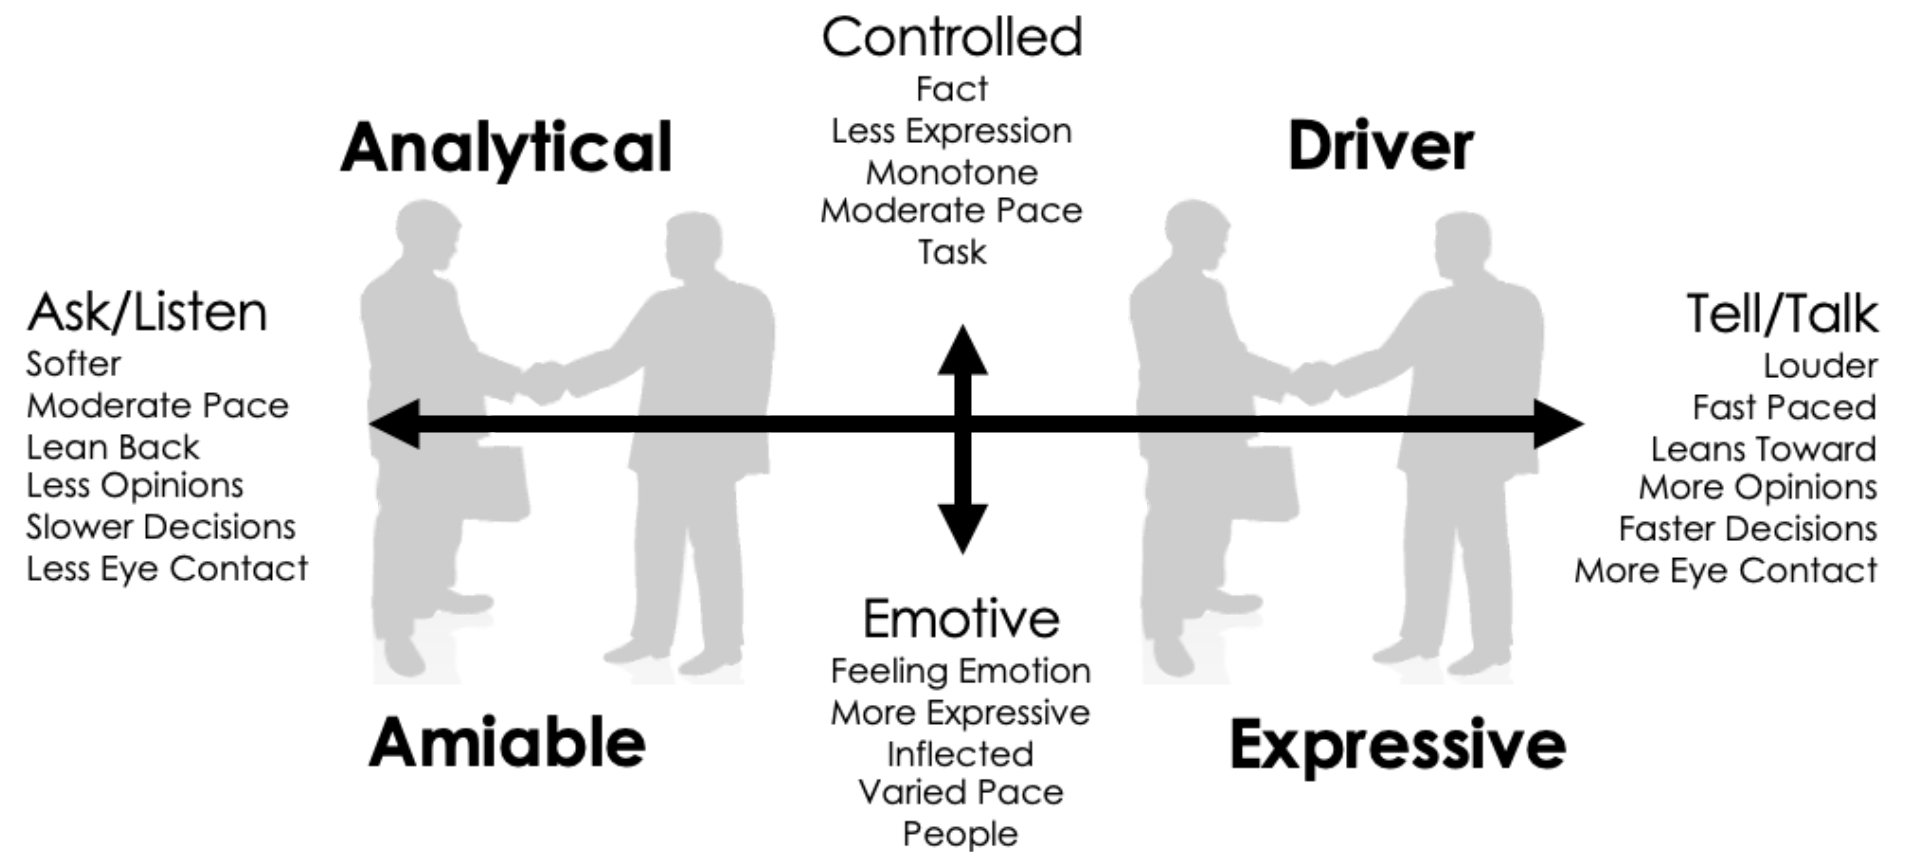 Controlled
Fact
Less Expression
Monotone
Moderate Pace
Task
Analytical
Driver
Ask/Listen
Softer
Moderate Pace
Lean Back
Less Opinions
Slower Decisions
Less Eye Contact
Tell/Talk
Louder
Fast Paced
Leans Toward
More Opinions
Faster Decisions
More Eye Contact
Emotive
Feeling Emotion
More Expressive
Inflected
Varied Pace
People
Amiable
Expressive